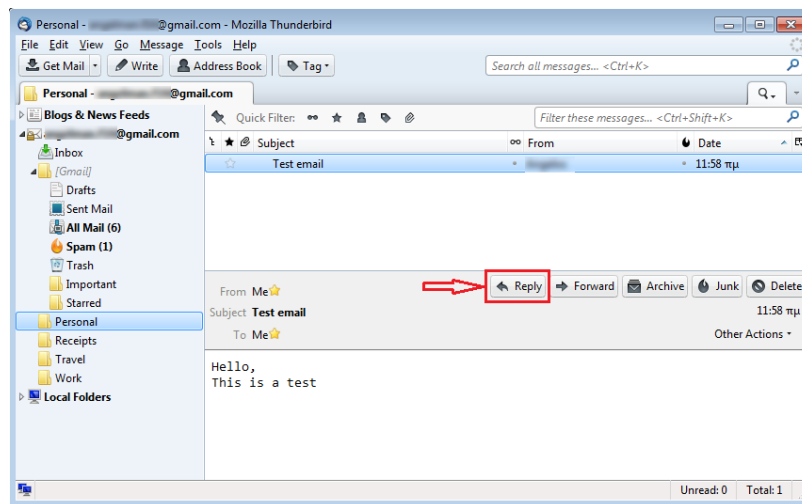 Personal - @gmail.com - Mozilla Thunderbird
File Edit View Go Message Tools Help
Get Mail Write Address Book Tag Search all messages... <Ctrl+K>
Personal - @gmail.com
Blogs & News Feeds
@gmail.com
Inbox
[Gmail]
Drafts
Sent Mail
All Mail (6)
Spam (1)
Trash
Important
Starred
Personal
Receipts
Travel
Work
Local Folders
Quick Filter: Filter these messages... <Ctrl+Shift+K>
Subject From Date
Test email 11:58 πμ
Reply Forward Archive Junk Delete
From Me
Subject Test email 11:58 πμ
To Me Other Actions
Hello,
This is a test
Unread: 0 Total: 1